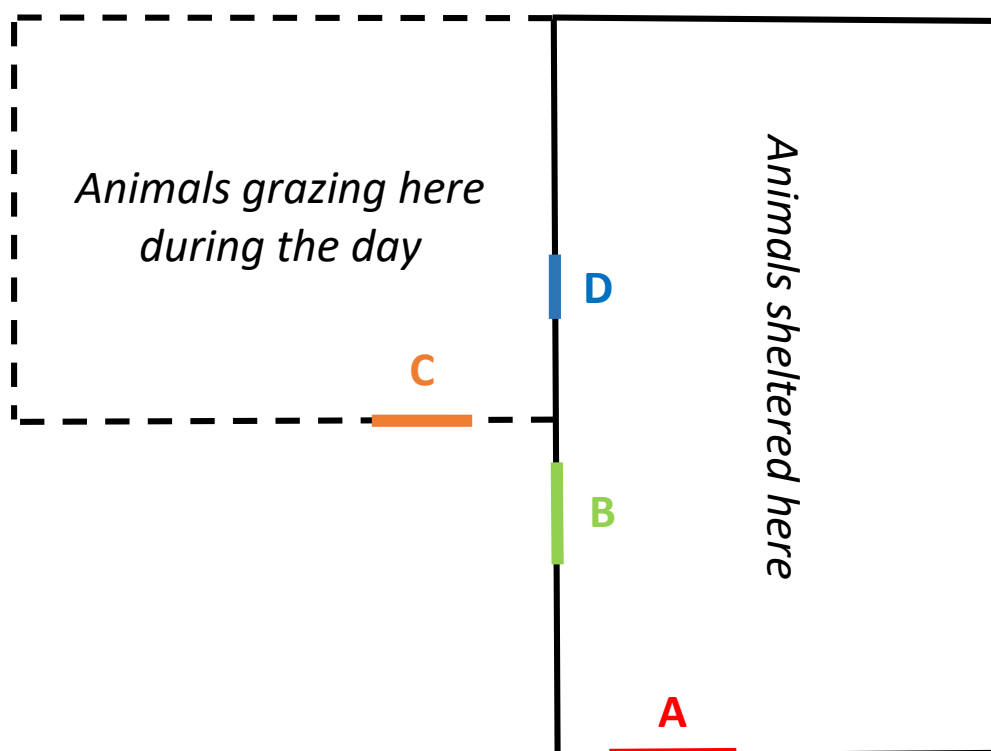 Animals grazing here
during the day
D
C
Animals sheltered here
B
A